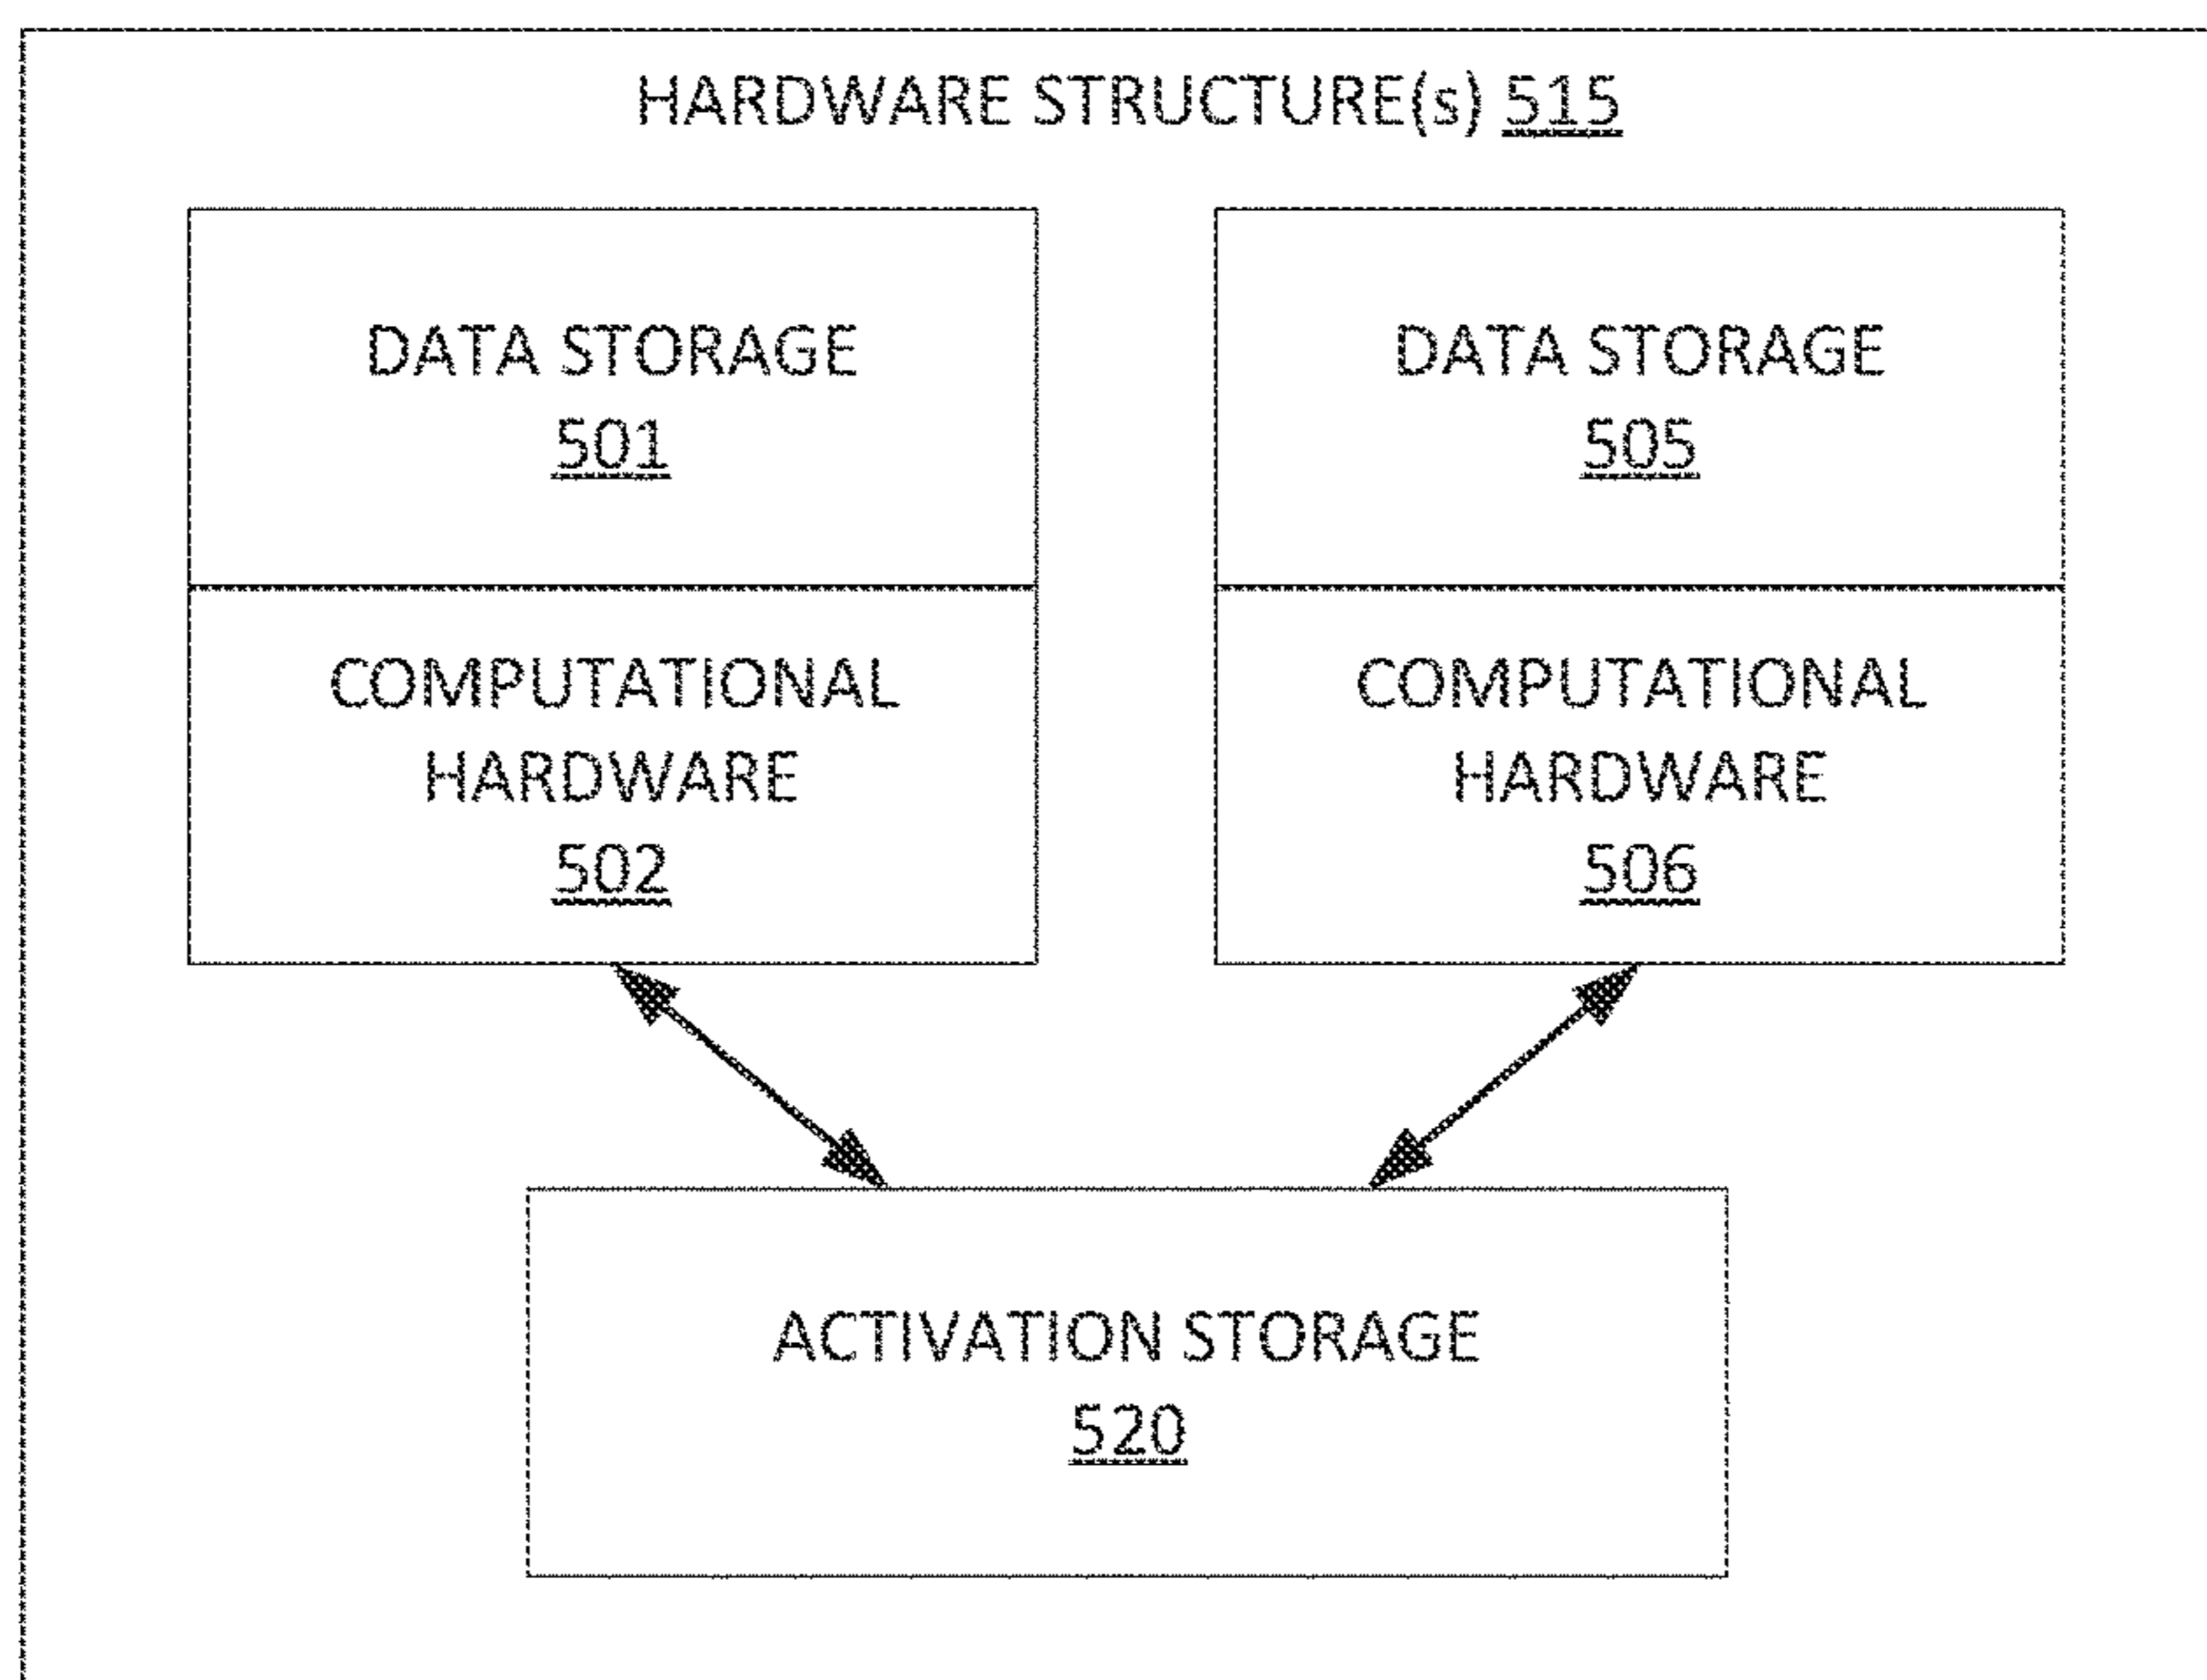 HARDWARE STRUCTURE(s) 515
DATA STORAGE
501
COMPUTATIONAL
HARDWARE
502
DATA STORAGE
505
COMPUTATIONAL
HARDWARE
506
ACTIVATION STORAGE
520